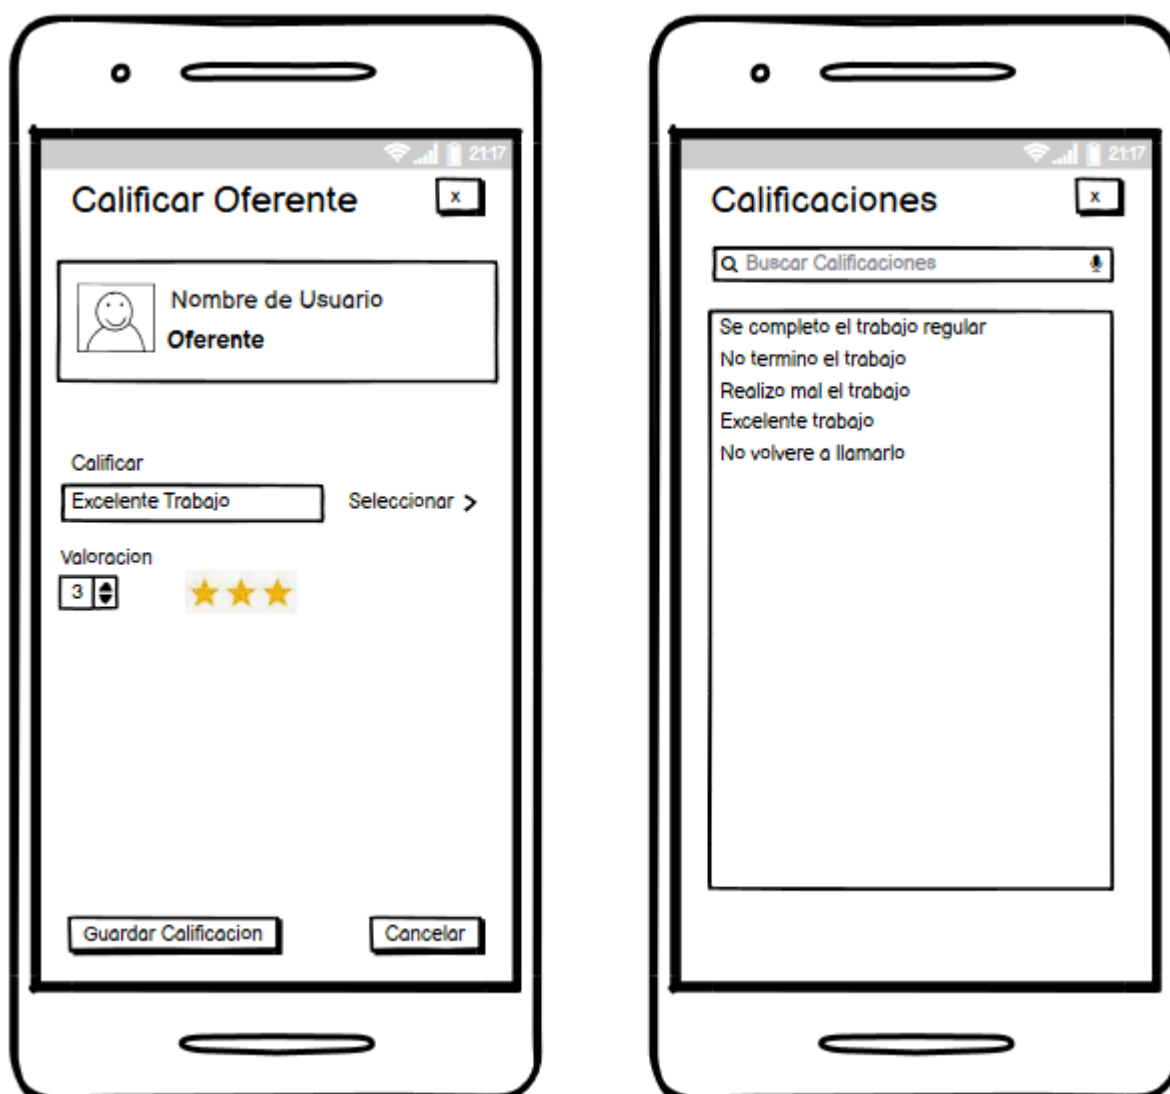 21:17
Calificar Oferente
x
Nombre de Usuario
Oferente
Calificar
Excelente Trabajo
Seleccionar >
Valoracion
3
Guardar Calificacion
Cancelar
21:17
Calificaciones
x
Buscar Calificaciones
Se completo el trabajo regular
No termino el trabajo
Realizo mal el trabajo
Excelente trabajo
No volvere a llamarlo